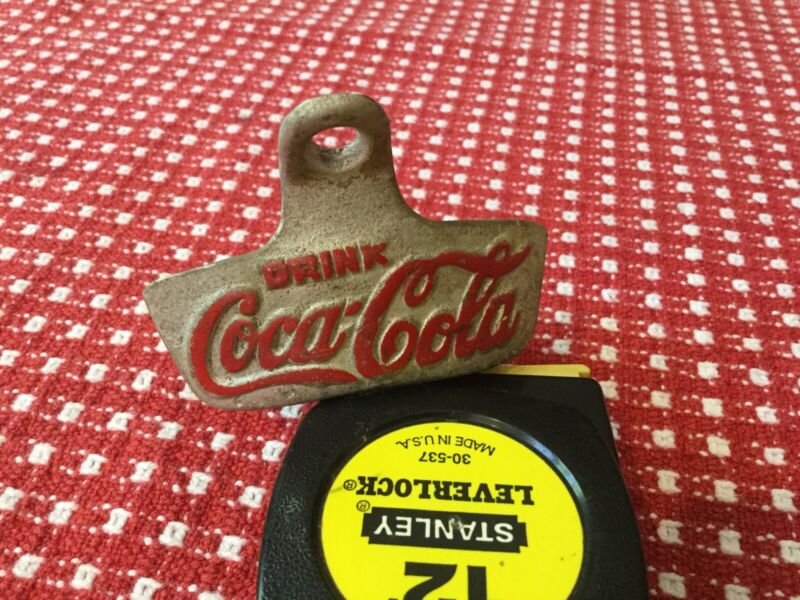 DRINK
Coca-Cola
MADE IN U.S.A.
30-537
LEVERLOCK®
STANLEY®
12'